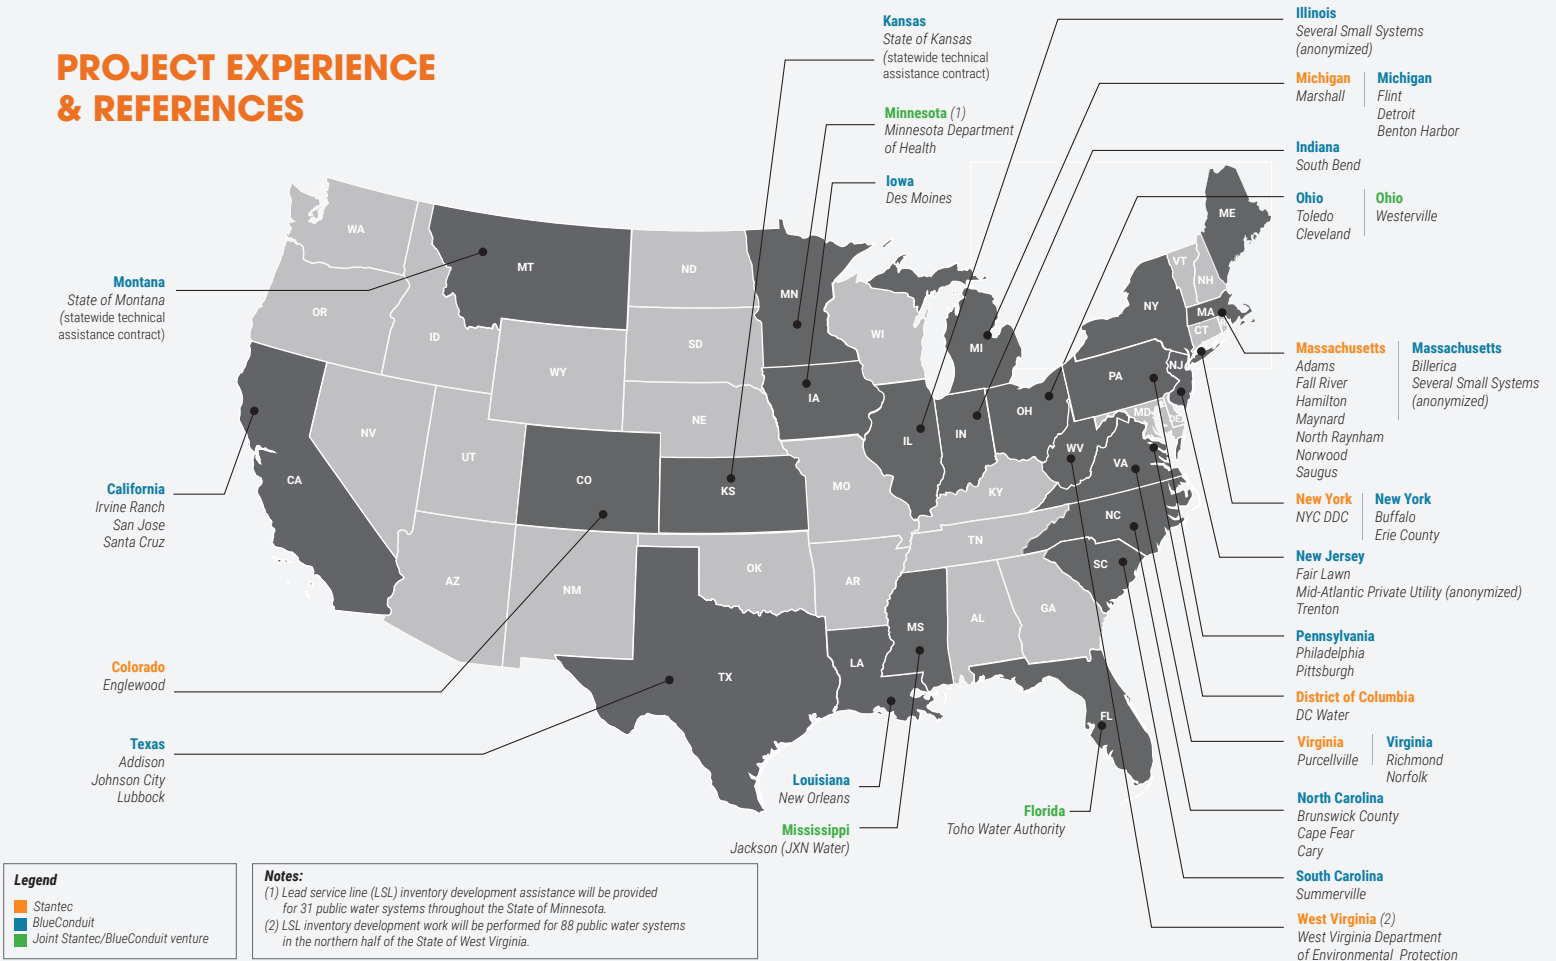 PROJECT EXPERIENCE
& REFERENCES
Kansas
State of Kansas
(statewide technical
assistance contract)
Minnesota (1)
Minnesota Department
of Health
Iowa
Des Moines
Illinois
Several Small Systems
(anonymized)
Michigan
Marshall
Michigan
Flint
Detroit
Benton Harbor
Indiana
South Bend
Ohio
Toledo
Cleveland
Ohio
Westerville
Montana
State of Montana
(statewide technical
assistance contract)
California
Irvine Ranch
San Jose
Santa Cruz
Colorado
Englewood
Texas
Addison
Johnson City
Lubbock
WA
OR
ID
MT
ND
SD
WY
NE
NV
UT
CO
CA
AZ
NM
KS
OK
TX
MN
IA
MO
AR
LA
WI
IL
MI
IN
OH
KY
TN
MS
AL
GA
FL
SC
NC
VA
WV
PA
NY
NJ
MD
DE
CT
MA
VT
NH
ME
Massachusetts
Adams
Fall River
Hamilton
Maynard
North Raynham
Norwood
Saugus
Massachusetts
Billerica
Several Small Systems
(anonymized)
New York
NYC DDC
New York
Buffalo
Erie County
New Jersey
Fair Lawn
Mid-Atlantic Private Utility (anonymized)
Trenton
Pennsylvania
Philadelphia
Pittsburgh
District of Columbia
DC Water
Virginia
Purcellville
Virginia
Richmond
Norfolk
North Carolina
Brunswick County
Cape Fear
Cary
South Carolina
Summerville
West Virginia (2)
West Virginia Department
of Environmental Protection
Louisiana
New Orleans
Mississippi
Jackson (JXN Water)
Florida
Toho Water Authority
Legend
Stantec
BlueConduit
Joint Stantec/BlueConduit venture
Notes:
(1) Lead service line (LSL) inventory development assistance will be provided
for 31 public water systems throughout the State of Minnesota.
(2) LSL inventory development work will be performed for 88 public water systems
in the northern half of the State of West Virginia.